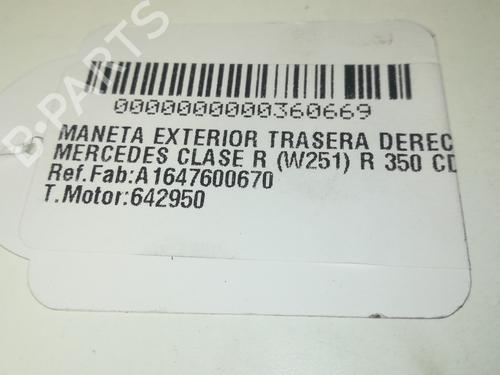 B-PARTS
0000000000360669
MANETA EXTERIOR TRASERA DEREC
MERCEDES CLASE R (W251) R 350 CD
Ref.Fab:A1647600670
T.Motor:642950